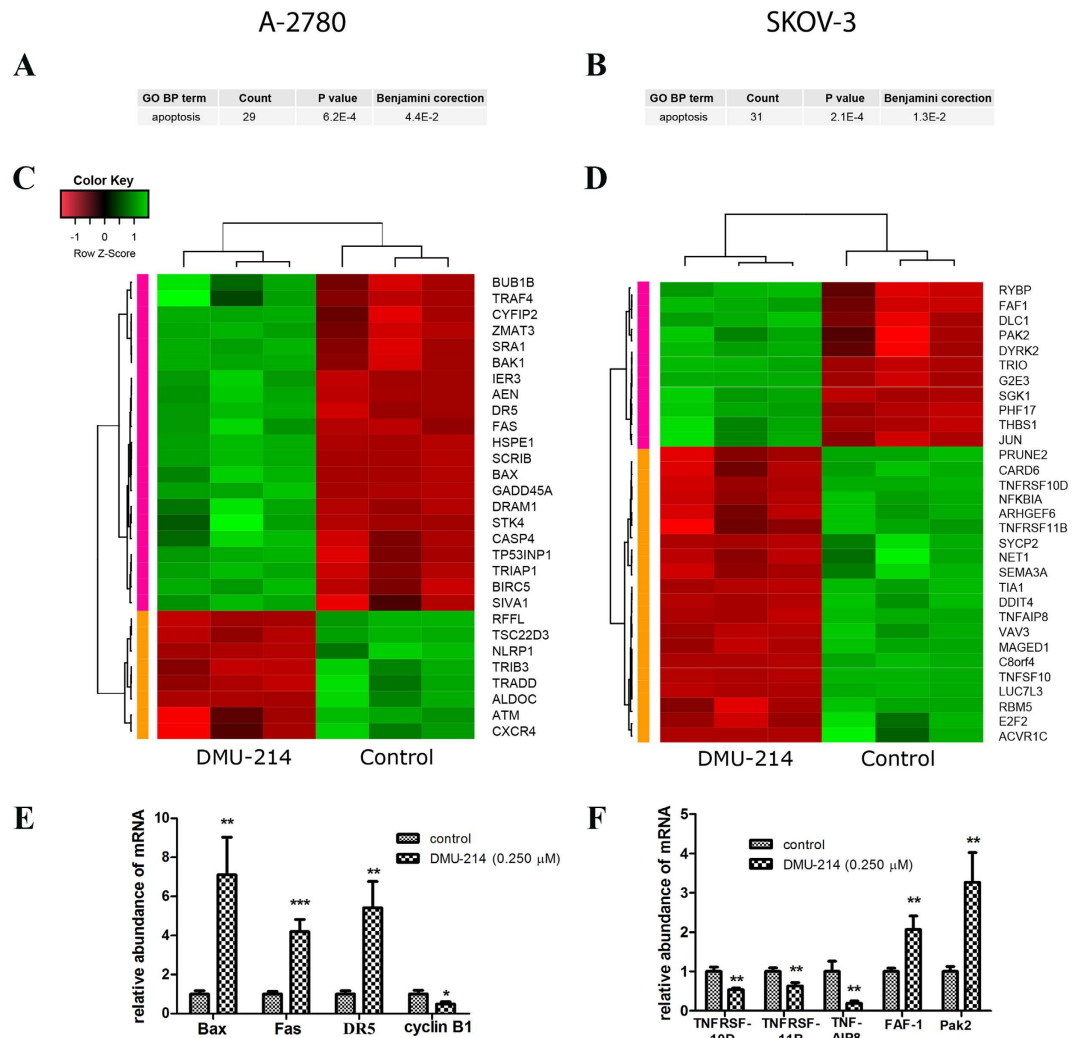 A-2780
SKOV-3
A
GO BP term Count P value Benjamini corection
apoptosis 29 6.2E-4 4.4E-2
B
GO BP term Count P value Benjamini corection
apoptosis 31 2.1E-4 1.3E-2
C
Color Key
-1 0 1
Row Z-Score
BUB1B
TRAF4
CYFIP2
ZMAT3
SRA1
BAK1
IER3
AEN
DR5
FAS
HSPE1
SCRIB
BAX
GADD45A
DRAM1
STK4
CASP4
TP53INP1
TRIAP1
BIRC5
SIVA1
RFFL
TSC22D3
NLRP1
TRIB3
TRADD
ALDOC
ATM
CXCR4
DMU-214 Control
D
RYBP
FAF1
DLC1
PAK2
DYRK2
TRIO
G2E3
SGK1
PHF17
THBS1
JUN
PRUNE2
CARD6
TNFRSF10D
NFKBIA
ARHGEF6
TNFRSF11B
SYCP2
NET1
SEMA3A
TIA1
DDIT4
TNFAIP8
VAV3
MAGED1
C8orf4
TNFSF10
LUC7L3
RBM5
E2F2
ACVR1C
DMU-214 Control
E
relative abundance of mRNA
10
8
6
4
2
0
control
DMU-214 (0.250 μM)
** *** ** *
Bax Fas DR5 cyclin B1
F
relative abundance of mRNA
5
4
3
2
1
0
control
DMU-214 (0.250 μM)
** ** ** ** **
TNFRSF- TNFRSF- TNF- FAF-1 Pak2